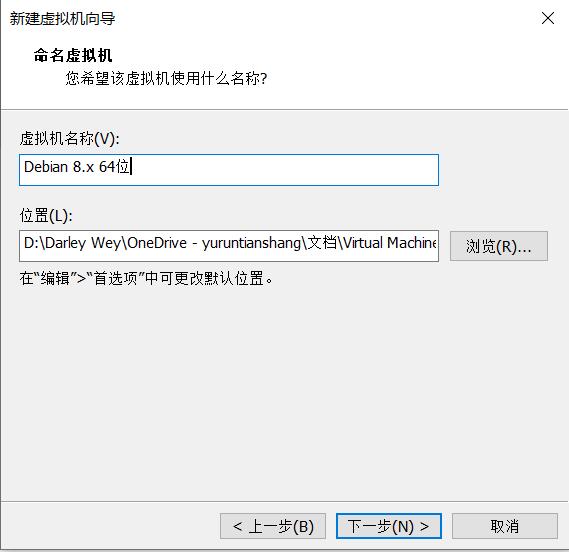 新建虚拟机向导
命名虚拟机
您希望该虚拟机使用什么名称?
虚拟机名称(V):
Debian 8.x 64位
位置(L):
D:\Darley Wey\OneDrive - yuruntianshang\文档\Virtual Machine
浏览(R)...
在“编辑”>“首选项”中可更改默认位置。
< 上一步(B)
下一步(N) >
取消